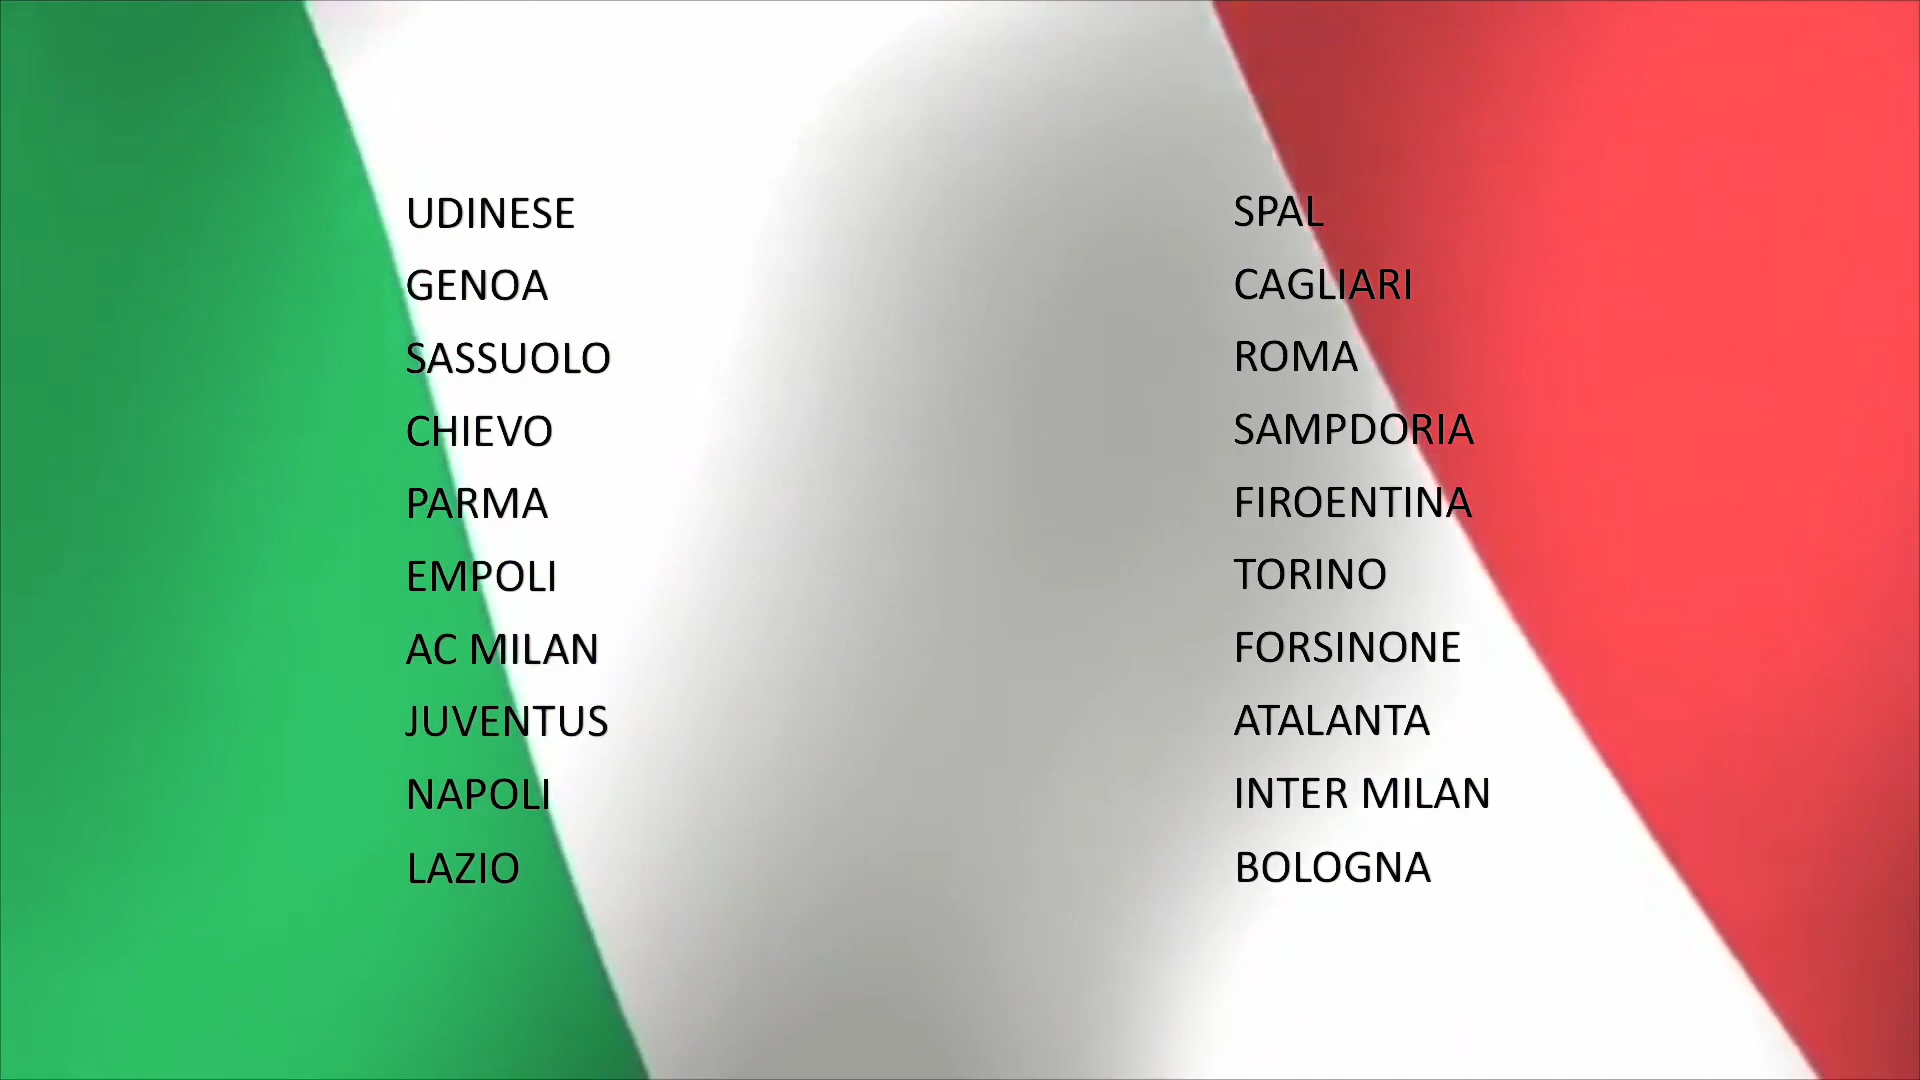 UDINESE
GENOA
SASSUOLO
CHIEVO
PARMA
EMPOLI
AC MILAN
JUVENTUS
NAPOLI
LAZIO
SPAL
CAGLIARI
ROMA
SAMPDORIA
FIROENTINA
TORINO
FORSINONE
ATALANTA
INTER MILAN
BOLOGNA